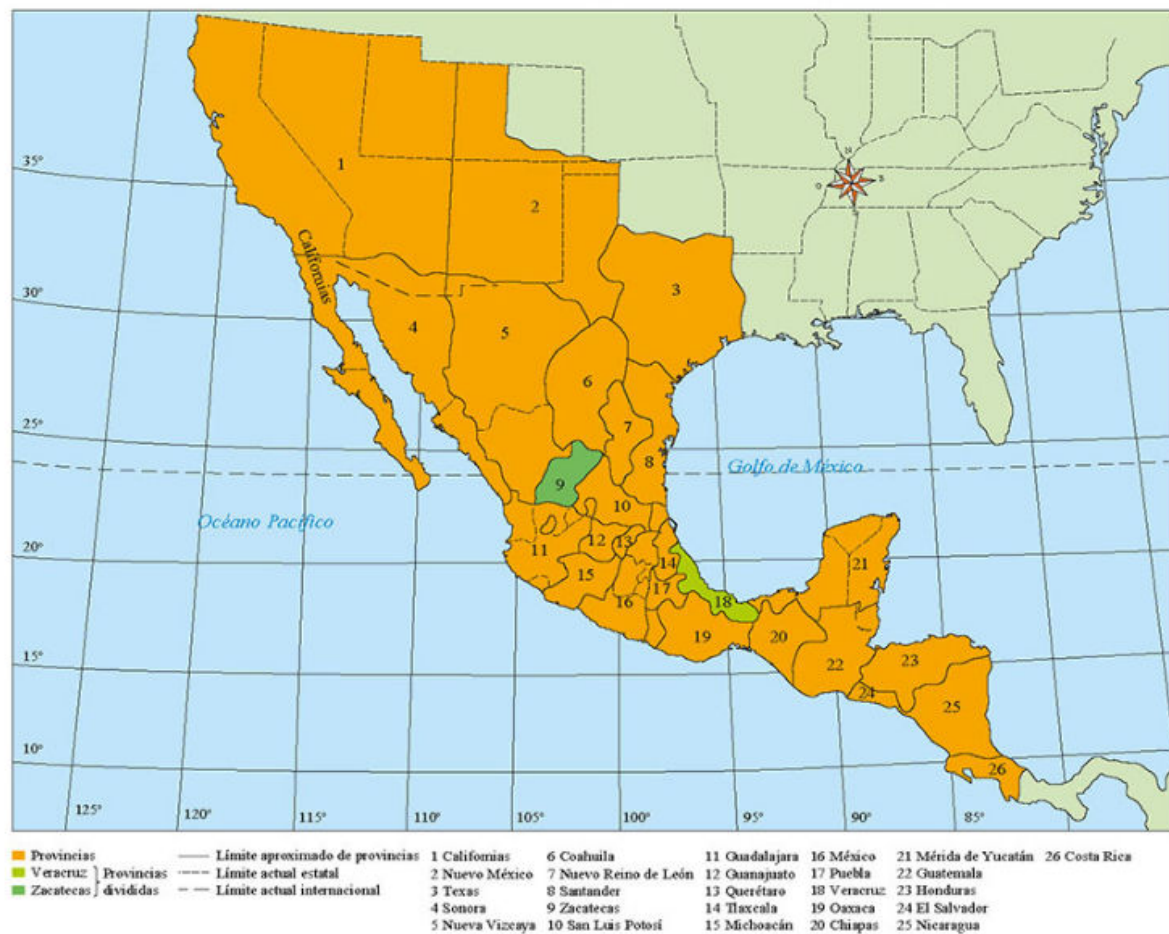 N
O
E
S
35°
30°
25°
20°
15°
10°
125°
120°
115°
110°
105°
100°
95°
90°
85°
1
2
3
Californias
4
5
6
7
8
9
10
Golfo de México
Océano Pacífico
11
12
13
14
15
16
17
18
19
20
21
22
23
24
25
26
Provincias
Veracruz
Zacatecas
Provincias
divididas
Límite aproximado de provincias
Límite actual estatal
Límite actual internacional
1 Californias
2 Nuevo México
3 Texas
4 Sonora
5 Nueva Vizcaya
6 Coahuila
7 Nuevo Reino de León
8 Santander
9 Zacatecas
10 San Luis Potosí
11 Guadalajara
12 Guanajuato
13 Querétaro
14 Tlaxcala
15 Michoacán
16 México
17 Puebla
18 Veracruz
19 Oaxaca
20 Chiapas
21 Mérida de Yucatán
22 Guatemala
23 Honduras
24 El Salvador
25 Nicaragua
26 Costa Rica